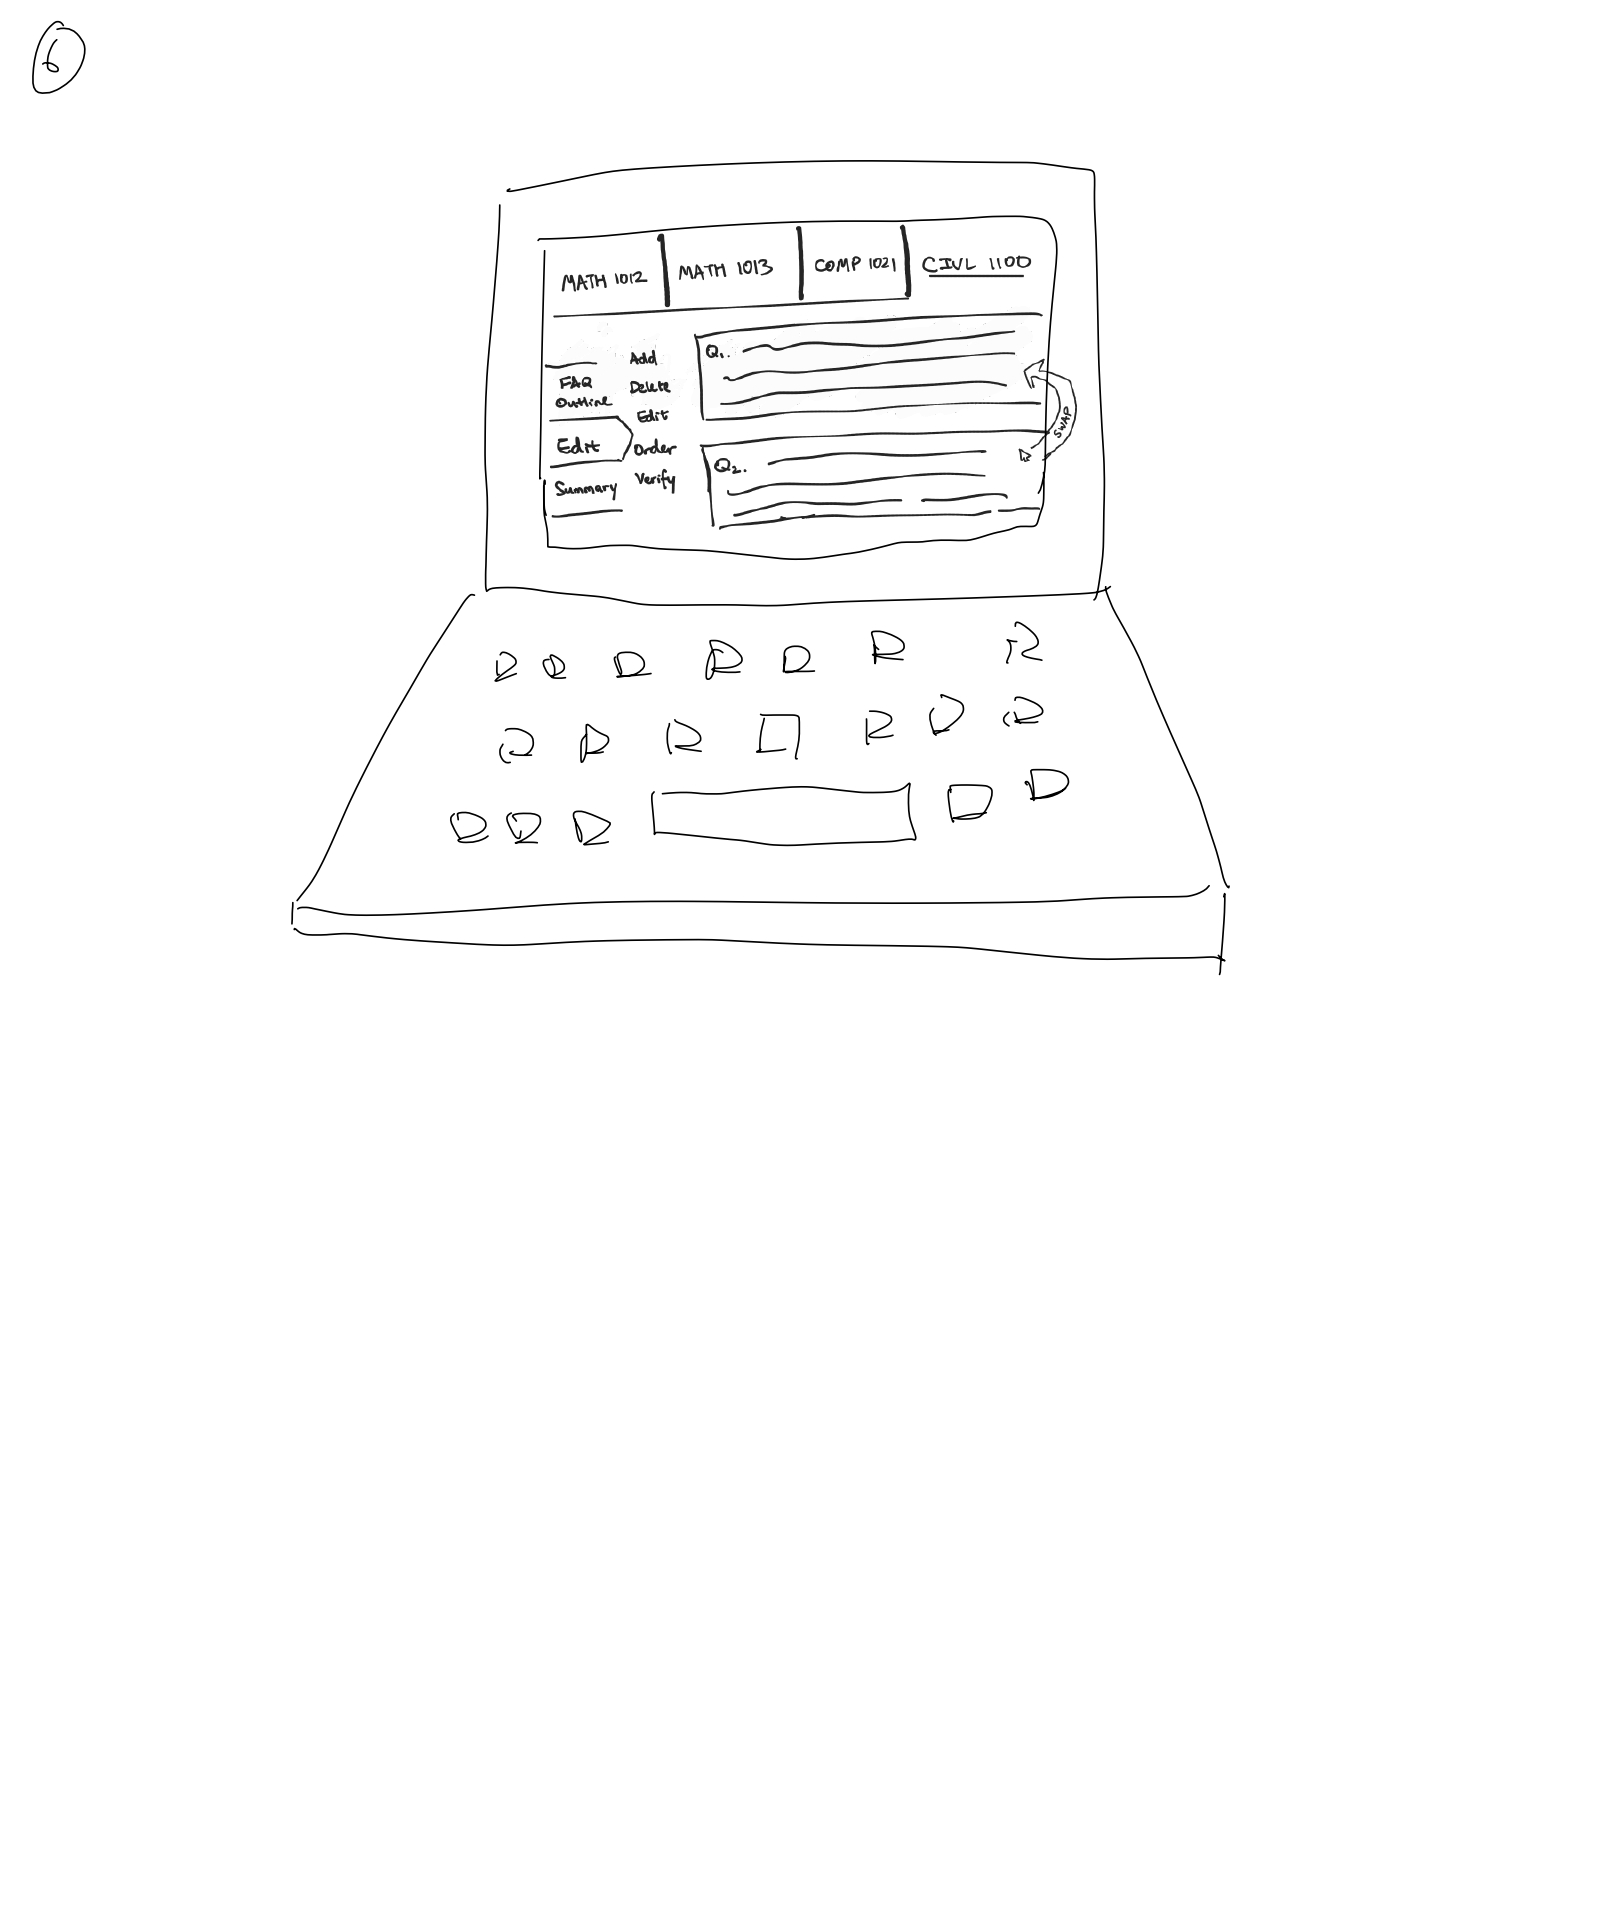 6
MATH 1012 MATH 1013 COMP 1021 CIVL 1100
FAQ
Outline
Edit
Summary
Add
Delete
Edit
Order
Verify
Q1.
Q2.
SWAP